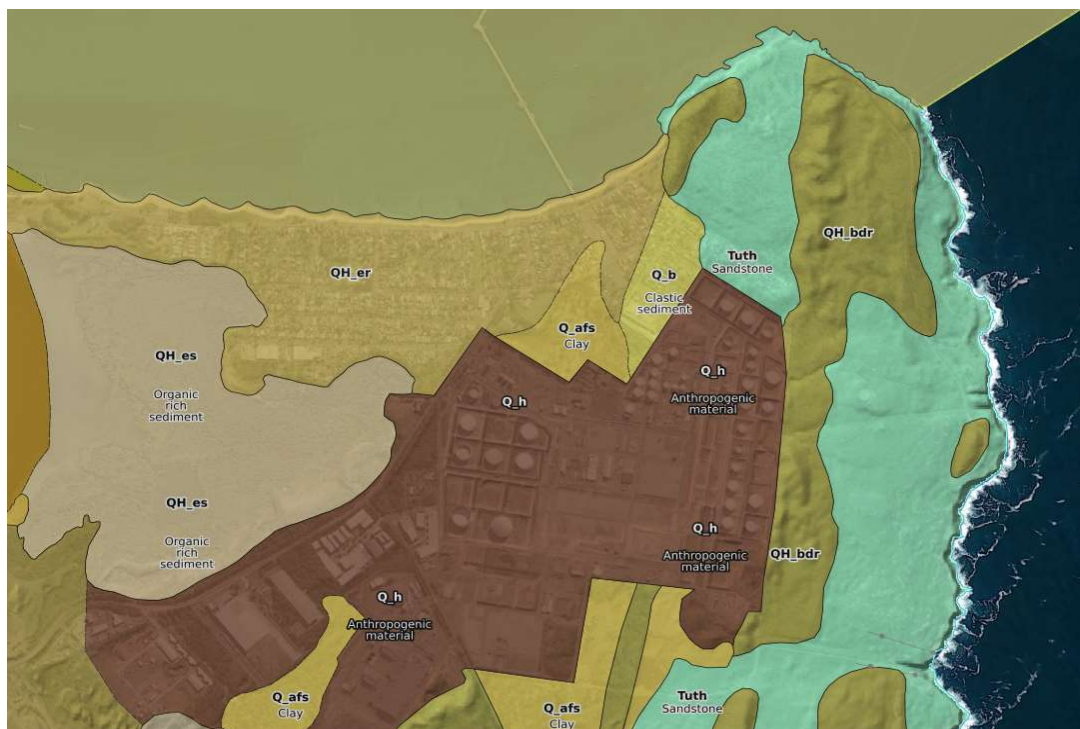 QH_bdr
Tuth
Sandstone
QH_er
Q_b
Clastic
sediment
Q_afs
Clay
QH_es
Organic
rich
sediment
Q_h
Anthropogenic
material
Q_h
QH_es
Organic
rich
sediment
Q_h
Anthropogenic
material
QH_bdr
Q_h
Anthropogenic
material
Q_afs
Clay
Q_afs
Clay
Tuth
Sandstone